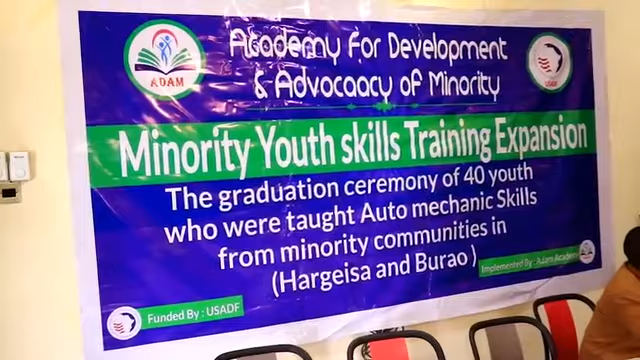 Academy For Development
& Advocaacy of Minority
ADAM
USADF
Minority Youth skills Training Expansion
The graduation ceremony of 40 youth
who were taught Auto mechanic Skills
from minority communities in
(Hargeisa and Burao)
Implemented By : Adam Academy
Funded By : USADF